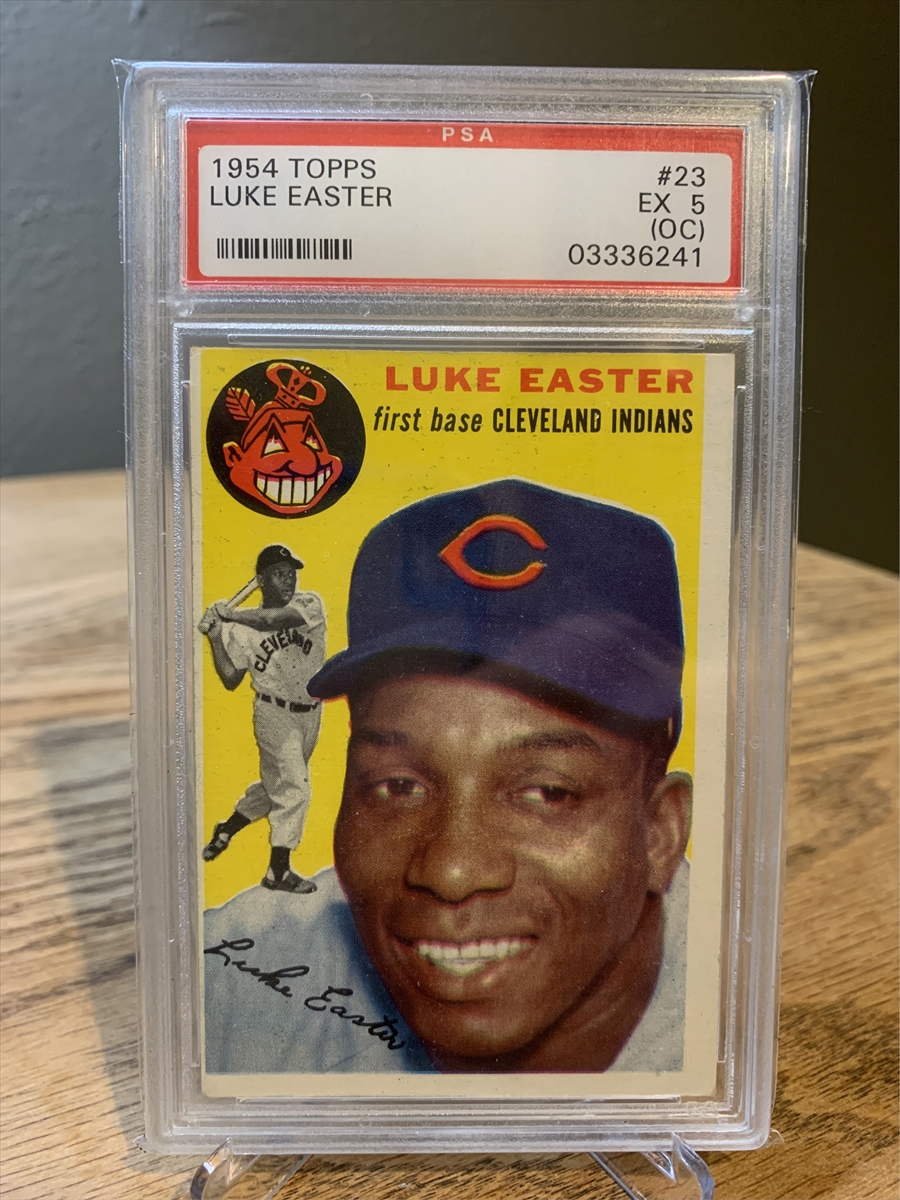 PSA
1954 TOPPS #23
LUKE EASTER EX 5
(OC)
03336241
LUKE EASTER
first base CLEVELAND INDIANS
C
C
CLEVELAND
Luke Easter